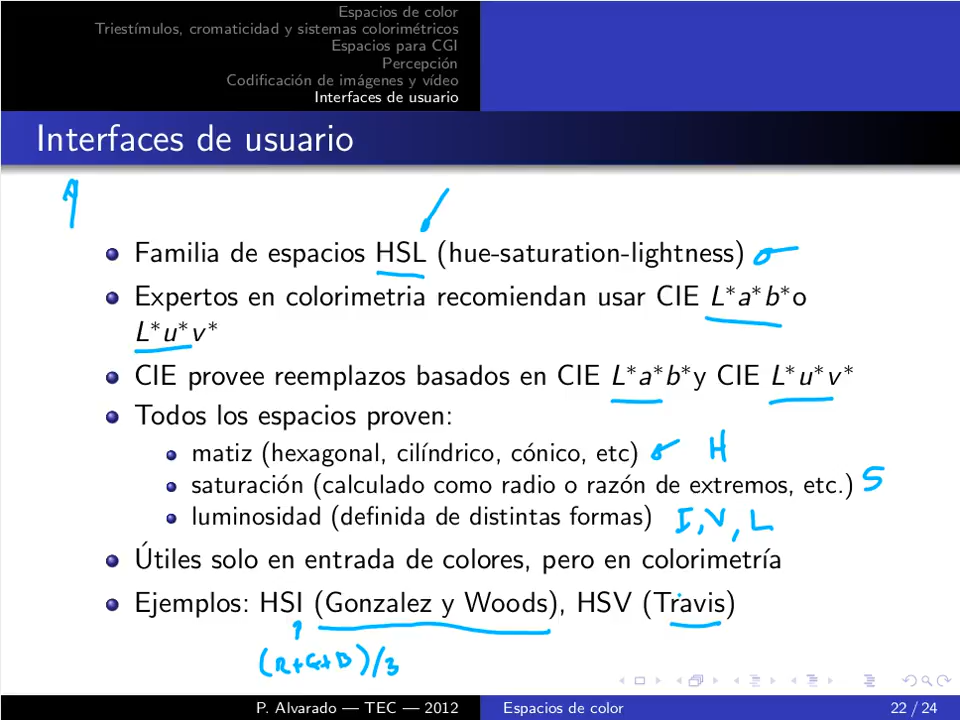 Espacios de color
Triestímulos, cromaticidad y sistemas colorimétricos
Espacios para CGI
Percepción
Codificación de imágenes y vídeo
Interfaces de usuario
Interfaces de usuario
Familia de espacios HSL (hue-saturation-lightness)
Expertos en colorimetria recomiendan usar CIE L*a*b*o
L*u*v*
CIE provee reemplazos basados en CIE L*a*b*y CIE L*u*v*
Todos los espacios proven:
matiz (hexagonal, cilíndrico, cónico, etc) H
saturación (calculado como radio o razón de extremos, etc.) S
luminosidad (definida de distintas formas) I, V, L
Útiles solo en entrada de colores, pero en colorimetría
Ejemplos: HSI (Gonzalez y Woods), HSV (Travis)
(R+G+B)/3
P. Alvarado — TEC — 2012 Espacios de color 22 / 24